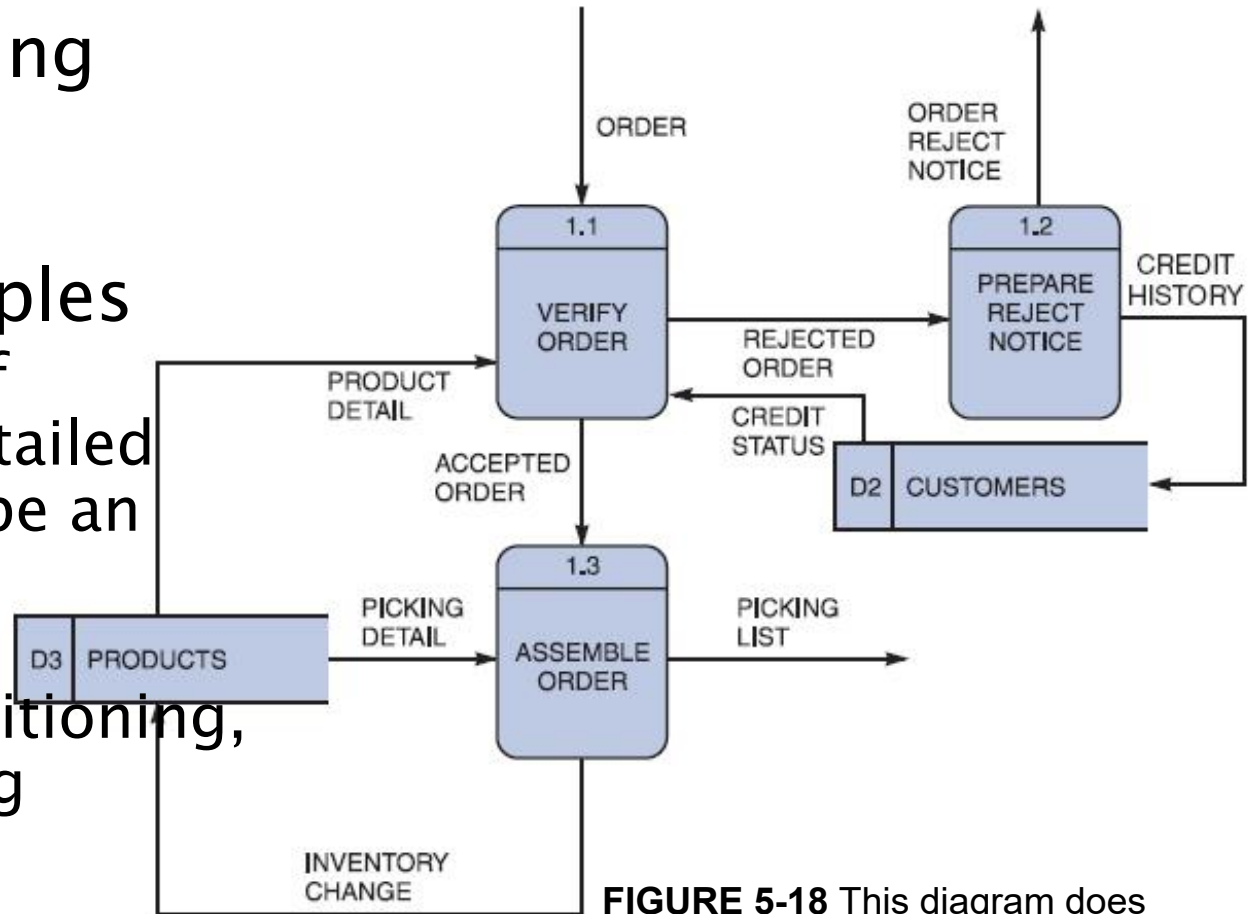 ng
ples
f
tailed
be an
itioning,
g
ORDER
ORDER
REJECT
NOTICE
1.1
VERIFY
ORDER
1.2
PREPARE
REJECT
NOTICE
CREDIT
HISTORY
REJECTED
ORDER
PRODUCT
DETAIL
CREDIT
STATUS
ACCEPTED
ORDER
D2 CUSTOMERS
1.3
ASSEMBLE
ORDER
PICKING
DETAIL
PICKING
LIST
D3 PRODUCTS
INVENTORY
CHANGE
FIGURE 5-18 This diagram does